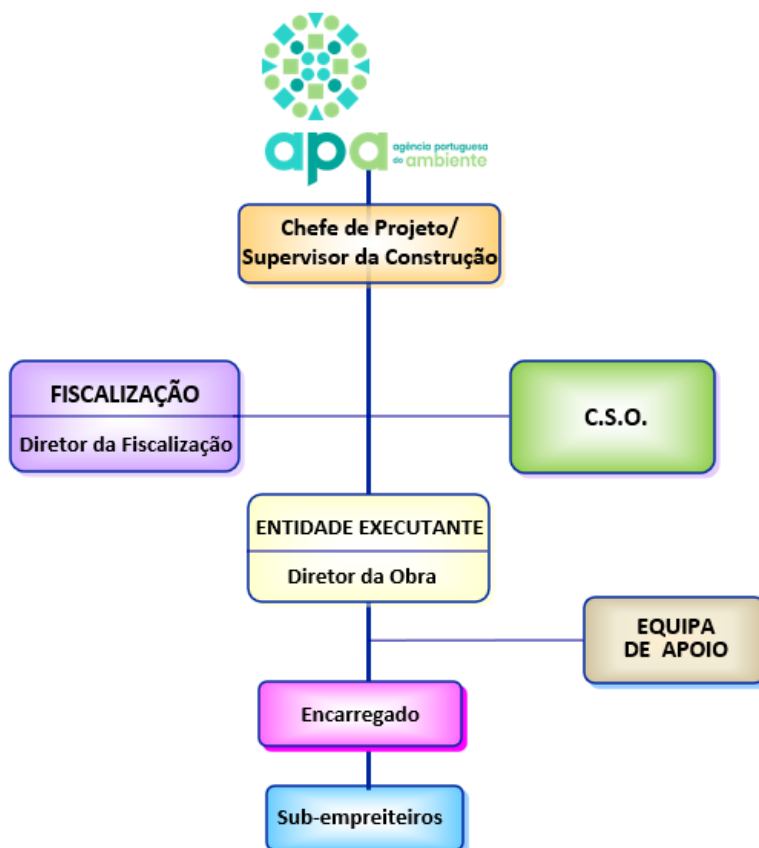 apa agência portuguesa
do ambiente
Chefe de Projeto/
Supervisor da Construção
FISCALIZAÇÃO
Diretor da Fiscalização
C.S.O.
ENTIDADE EXECUTANTE
Diretor da Obra
EQUIPA
DE APOIO
Encarregado
Sub-empreiteiros